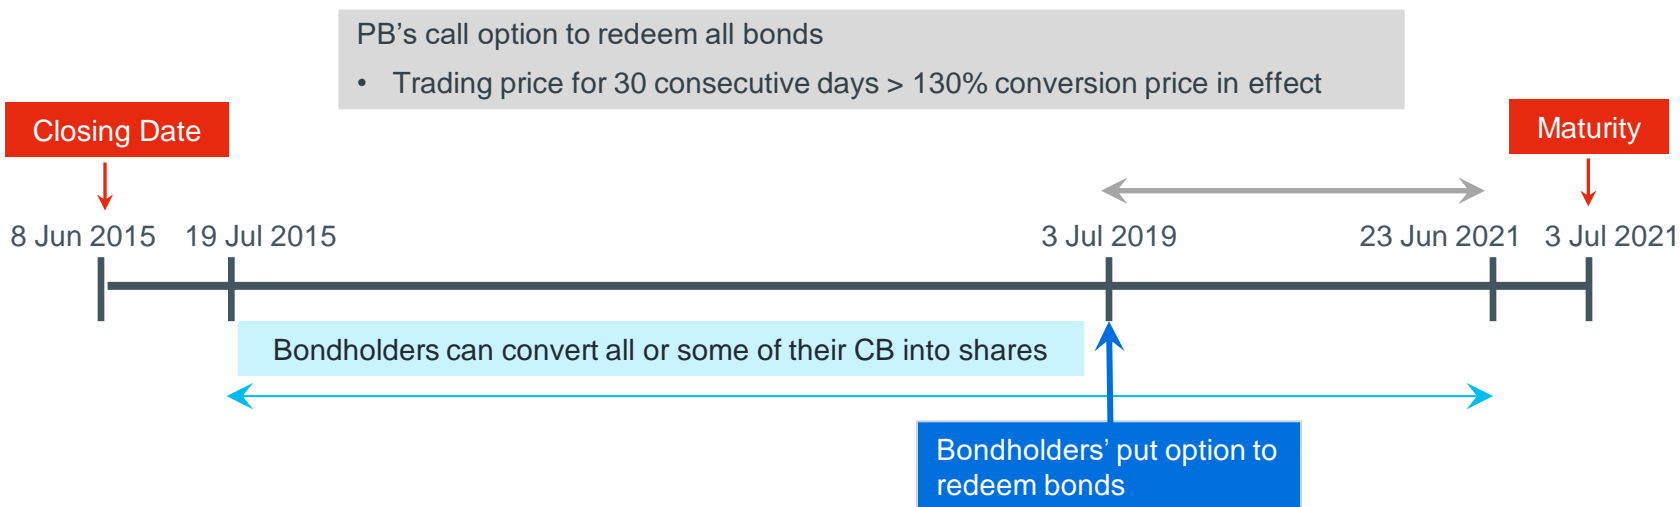 PB’s call option to redeem all bonds
• Trading price for 30 consecutive days > 130% conversion price in effect
Closing Date
Maturity
8 Jun 2015
19 Jul 2015
3 Jul 2019
23 Jun 2021
3 Jul 2021
Bondholders can convert all or some of their CB into shares
Bondholders’ put option to
redeem bonds